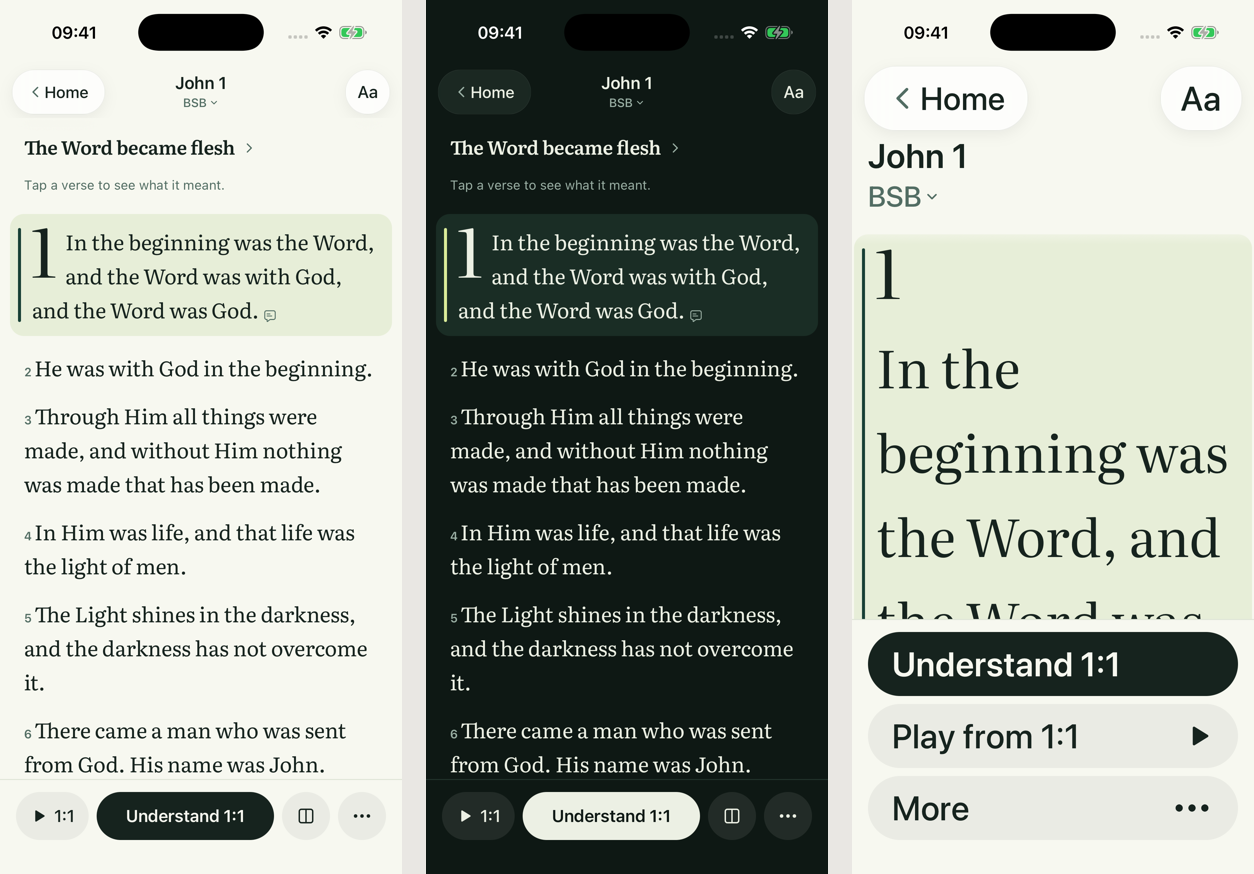 09:41
Home
John 1
BSB
Aa
The Word became flesh
Tap a verse to see what it meant.
1 In the beginning was the Word,
and the Word was with God,
and the Word was God.
2 He was with God in the beginning.
3 Through Him all things were
made, and without Him nothing
was made that has been made.
4 In Him was life, and that life was
the light of men.
5 The Light shines in the darkness,
and the darkness has not overcome
it.
6 There came a man who was sent
from God. His name was John.
1:1
Understand 1:1
09:41
Home
John 1
BSB
Aa
The Word became flesh
Tap a verse to see what it meant.
1 In the beginning was the Word,
and the Word was with God,
and the Word was God.
2 He was with God in the beginning.
3 Through Him all things were
made, and without Him nothing
was made that has been made.
4 In Him was life, and that life was
the light of men.
5 The Light shines in the darkness,
and the darkness has not overcome
it.
6 There came a man who was sent
from God. His name was John.
1:1
Understand 1:1
09:41
Home
Aa
John 1
BSB
1
In the
beginning was
the Word, and
the Word was
Understand 1:1
Play from 1:1
More